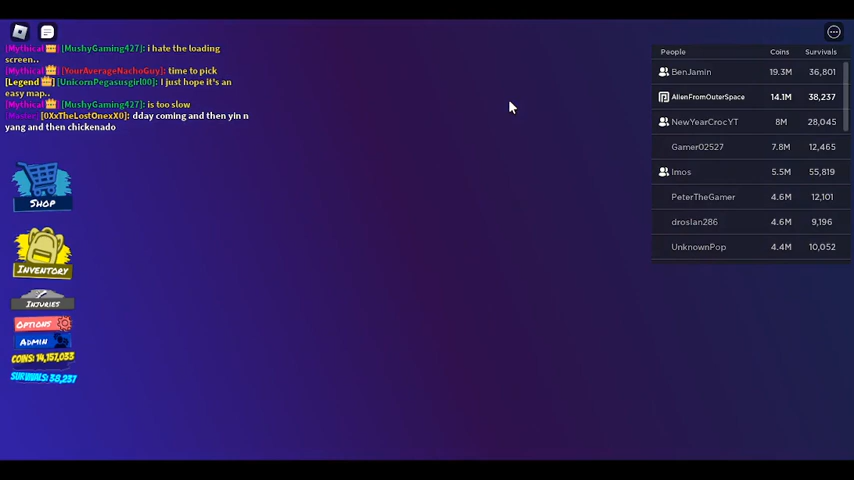 [Mythical 👑] [MushyGaming427]: i hate the loading
screen..
[Mythical 👑] [YourAverageNachoGuy]: time to pick
[Legend 👑] [UnicornPegasusgirl00]: I just hope it's an
easy map..
[Mythical 👑] [MushyGaming427]: is too slow
[Master] [0XxTheLostOnexX0]: dday coming and then yin n
yang and then chickenado
SHOP
INVENTORY
INJURIES
OPTIONS
ADMIN
COINS: 14,157,033
SURVIVALS: 38,237
People Coins Survivals
BenJamin 19.3M 36,801
AlienFromOuterSpace 14.1M 38,237
NewYearCrocYT 8M 28,045
Gamer02527 7.8M 12,465
Imos 5.5M 55,819
PeterTheGamer 4.6M 12,101
droslan286 4.6M 9,196
UnknownPop 4.4M 10,052